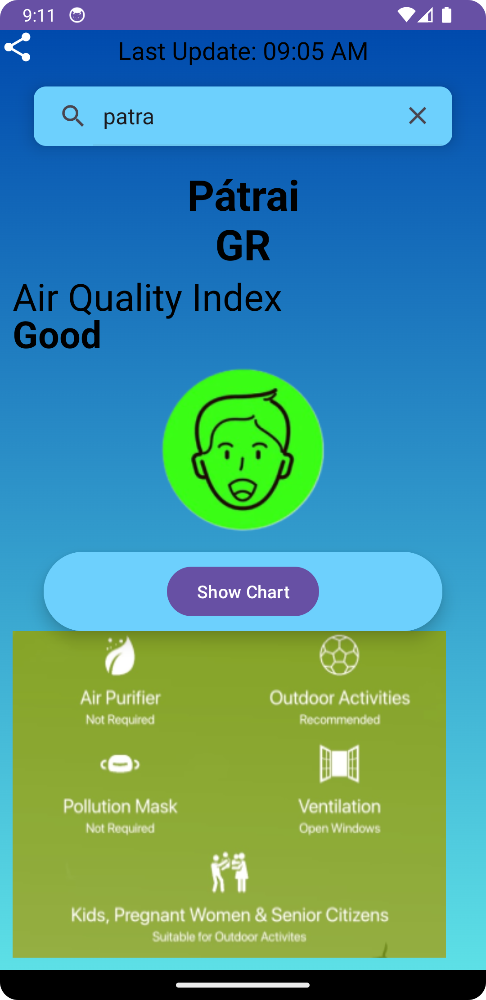 9:11
Last Update: 09:05 AM
patra
Pátrai
GR
Air Quality Index
Good
Show Chart
Air Purifier
Not Required
Outdoor Activities
Recommended
Pollution Mask
Not Required
Ventilation
Open Windows
Kids, Pregnant Women & Senior Citizens
Suitable for Outdoor Activites